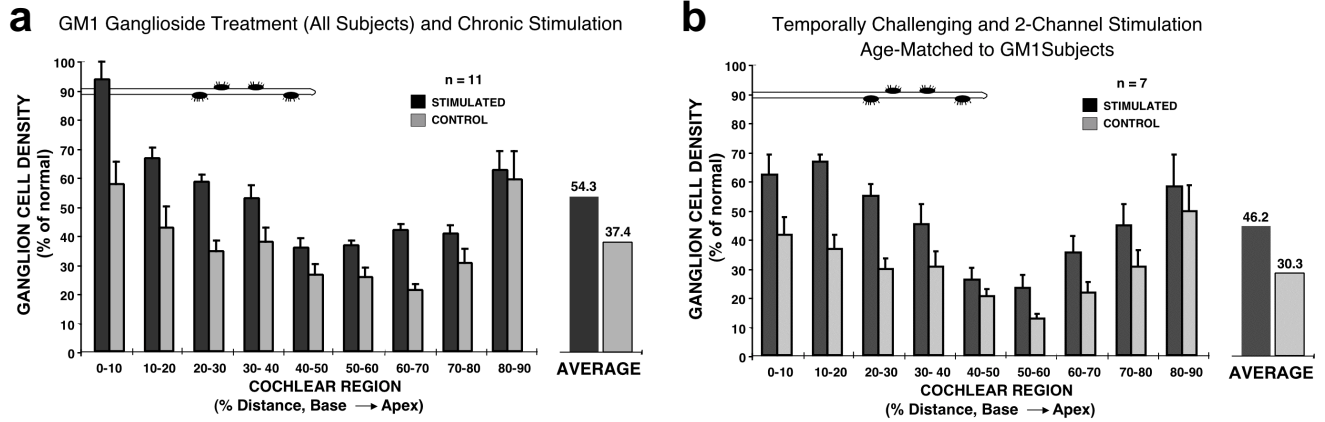 a
GM1 Ganglioside Treatment (All Subjects) and Chronic Stimulation
GANGLION CELL DENSITY
(% of normal)
100
90
80
70
60
50
40
30
20
10
0
n = 11
STIMULATED
CONTROL
54.3
37.4
0-10 10-20 20-30 30- 40 40-50 50-60 60-70 70-80 80-90
AVERAGE
COCHLEAR REGION
(% Distance, Base → Apex)
b
Temporally Challenging and 2-Channel Stimulation
Age-Matched to GM1Subjects
GANGLION CELL DENSITY
(% of normal)
100
90
80
70
60
50
40
30
20
10
0
n = 7
STIMULATED
CONTROL
46.2
30.3
0-10 10-20 20-30 30- 40 40-50 50-60 60-70 70-80 80-90
AVERAGE
COCHLEAR REGION
(% Distance, Base → Apex)